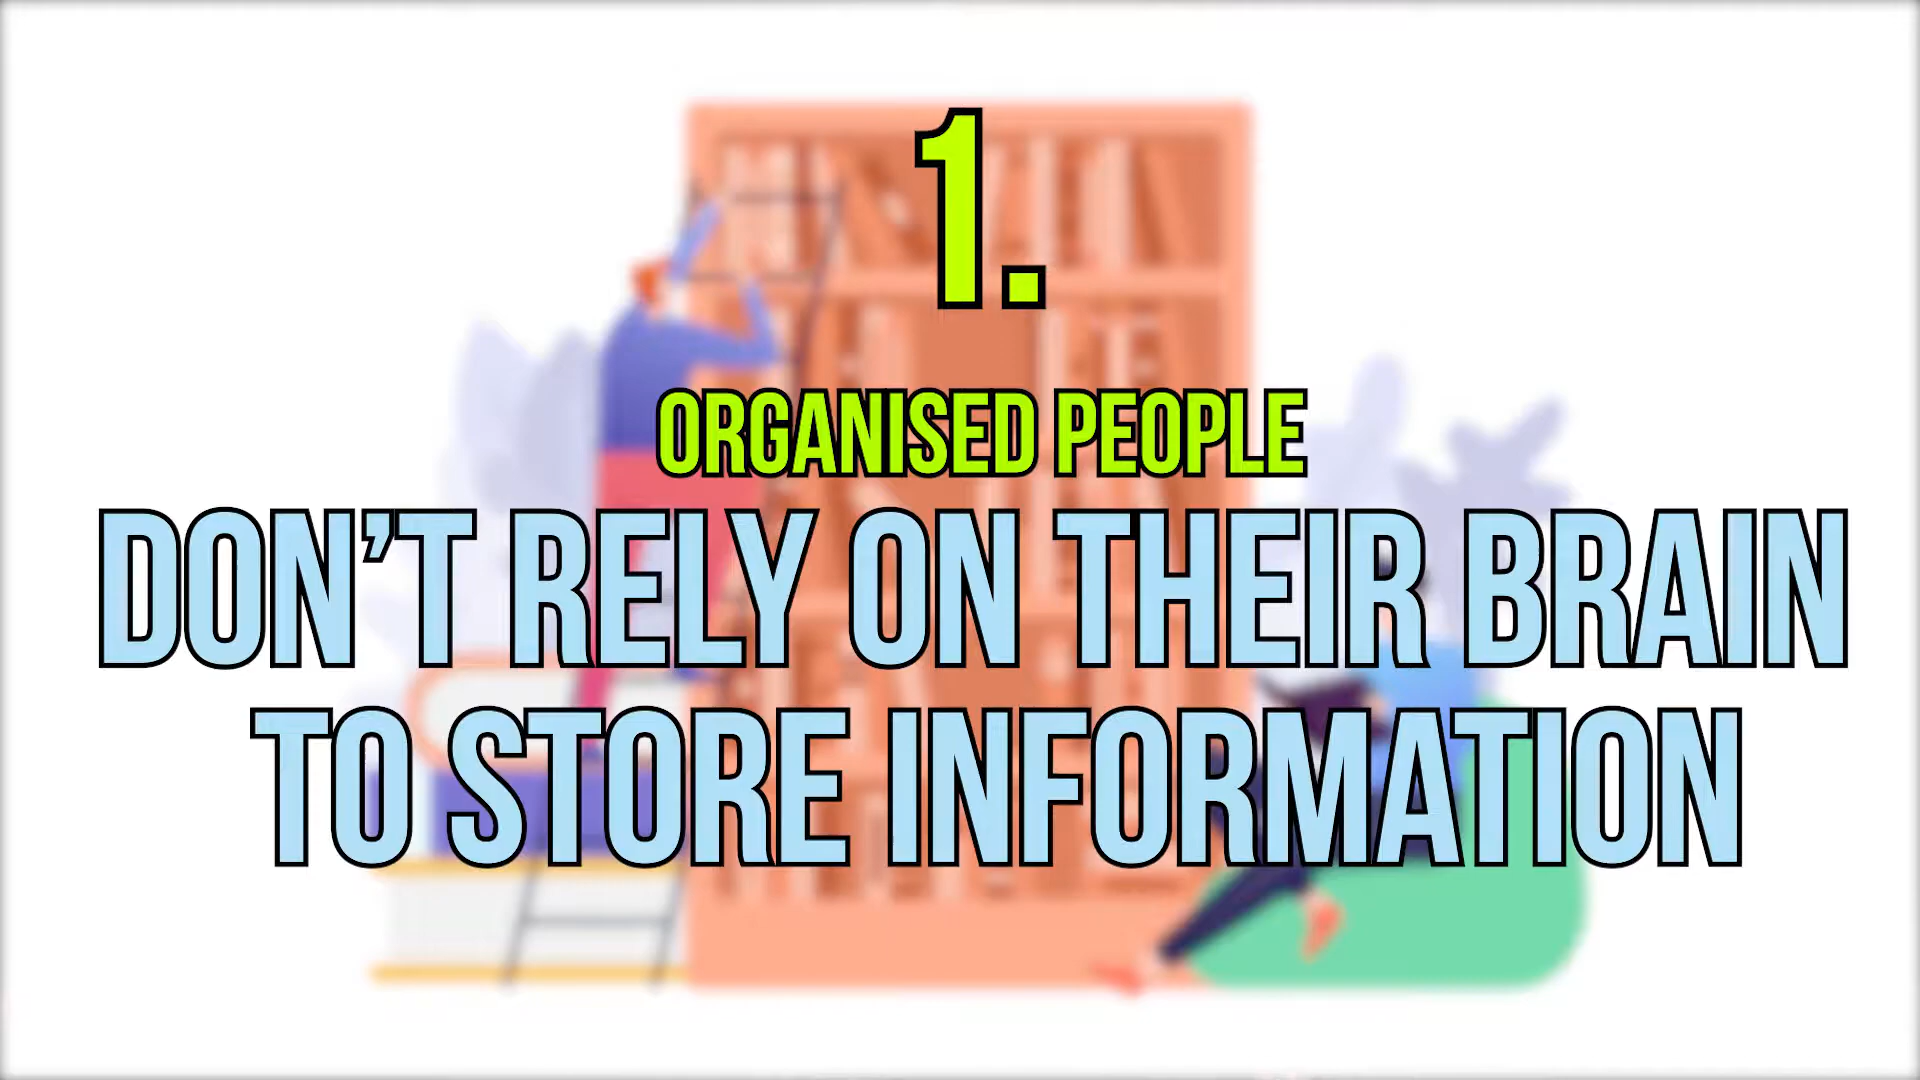 1.
ORGANISED PEOPLE
DON’T RELY ON THEIR BRAIN
TO STORE INFORMATION